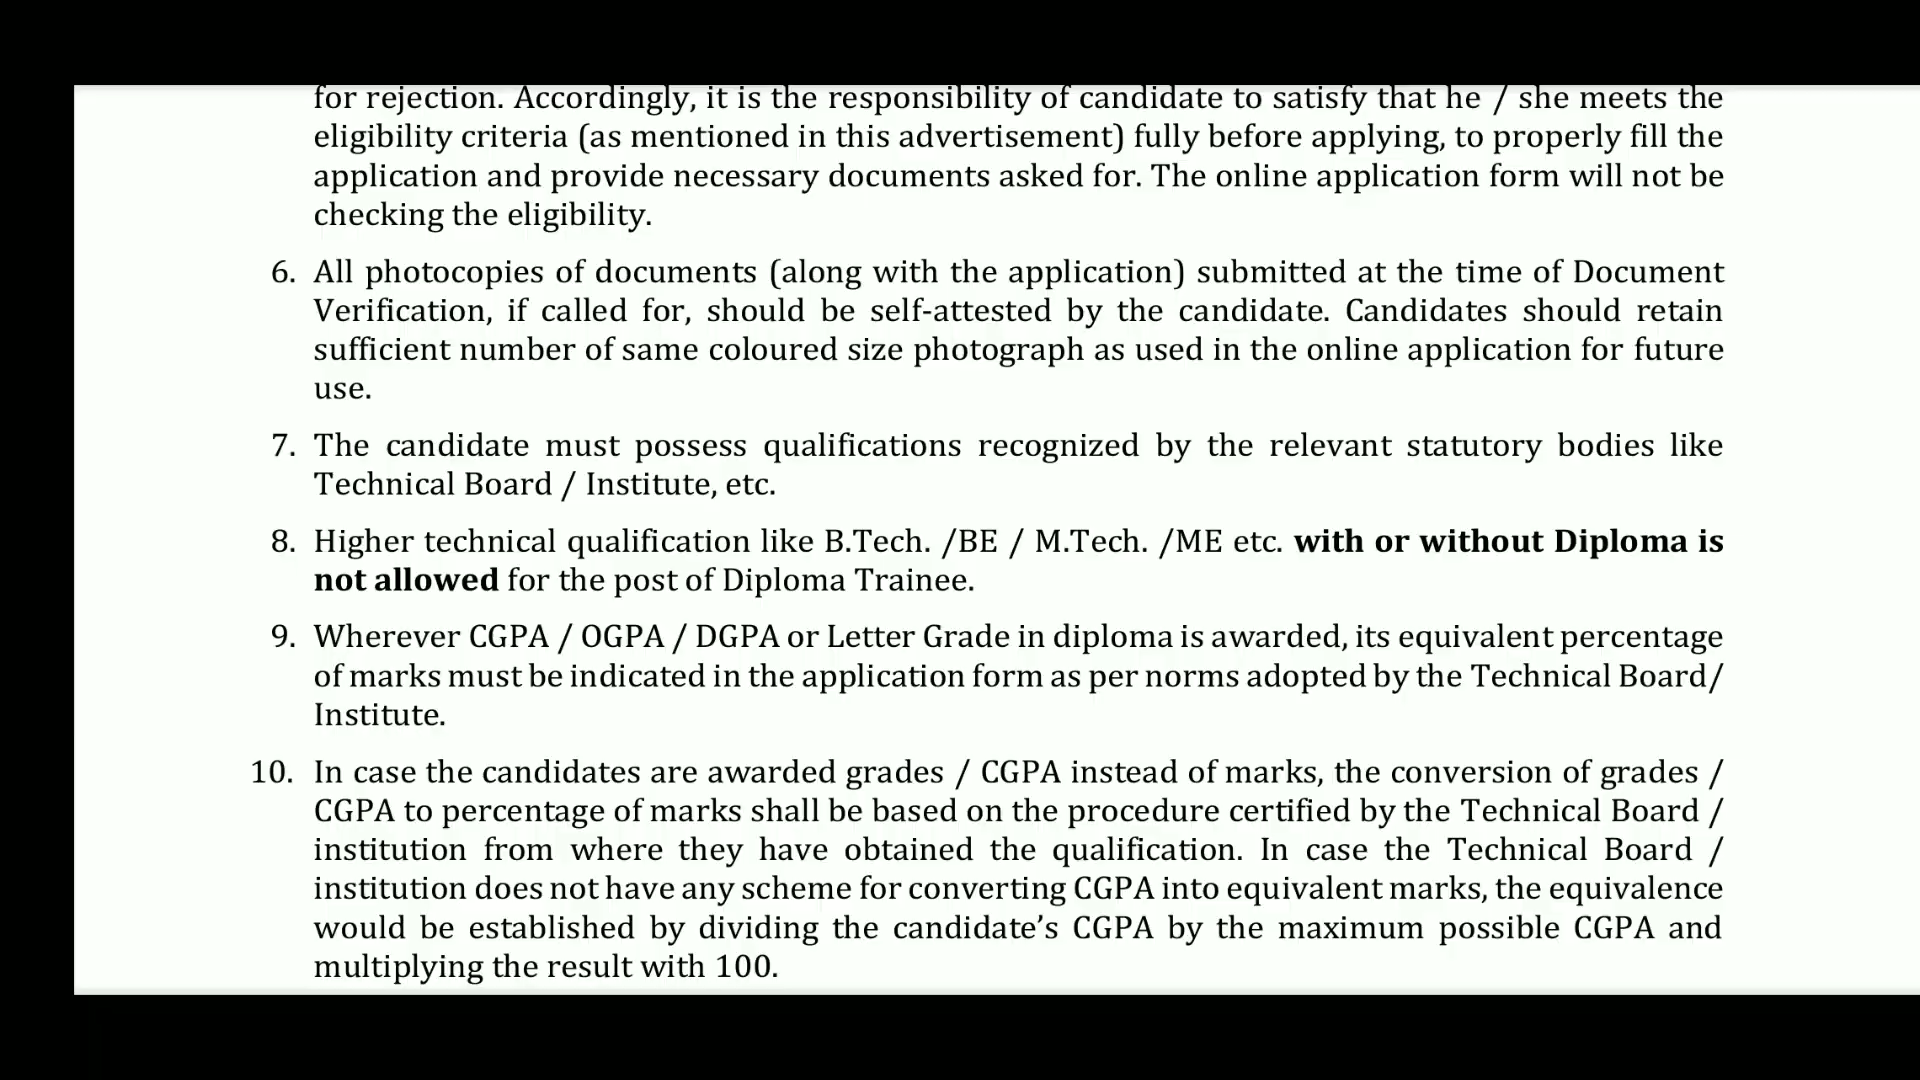 for rejection. Accordingly, it is the responsibility of candidate to satisfy that he / she meets the
eligibility criteria (as mentioned in this advertisement) fully before applying, to properly fill the
application and provide necessary documents asked for. The online application form will not be
checking the eligibility.
6. All photocopies of documents (along with the application) submitted at the time of Document
Verification, if called for, should be self-attested by the candidate. Candidates should retain
sufficient number of same coloured size photograph as used in the online application for future
use.
7. The candidate must possess qualifications recognized by the relevant statutory bodies like
Technical Board / Institute, etc.
8. Higher technical qualification like B.Tech. /BE / M.Tech. /ME etc. with or without Diploma is
not allowed for the post of Diploma Trainee.
9. Wherever CGPA / OGPA / DGPA or Letter Grade in diploma is awarded, its equivalent percentage
of marks must be indicated in the application form as per norms adopted by the Technical Board/
Institute.
10. In case the candidates are awarded grades / CGPA instead of marks, the conversion of grades /
CGPA to percentage of marks shall be based on the procedure certified by the Technical Board /
institution from where they have obtained the qualification. In case the Technical Board /
institution does not have any scheme for converting CGPA into equivalent marks, the equivalence
would be established by dividing the candidate’s CGPA by the maximum possible CGPA and
multiplying the result with 100.